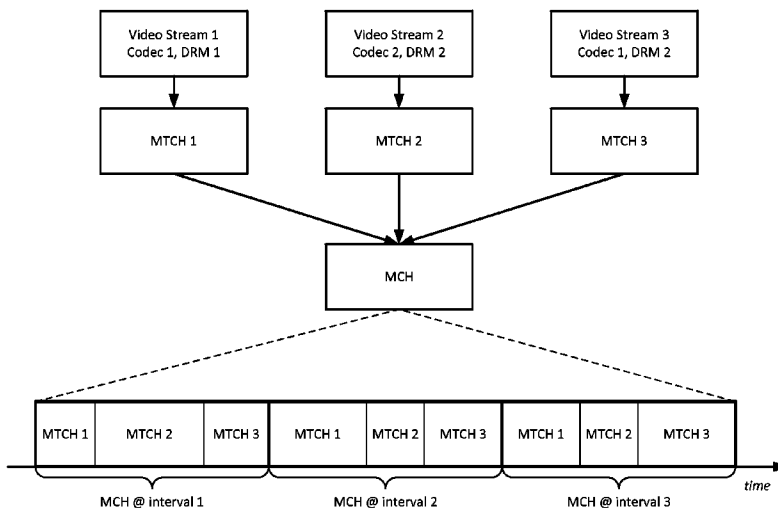 Video Stream 1
Codec 1, DRM 1
Video Stream 2
Codec 2, DRM 2
Video Stream 3
Codec 1, DRM 2
MTCH 1
MTCH 2
MTCH 3
MCH
MTCH 1
MTCH 2
MTCH 3
MTCH 1
MTCH 2
MTCH 3
MTCH 1
MTCH 2
MTCH 3
time
MCH @ interval 1
MCH @ interval 2
MCH @ interval 3